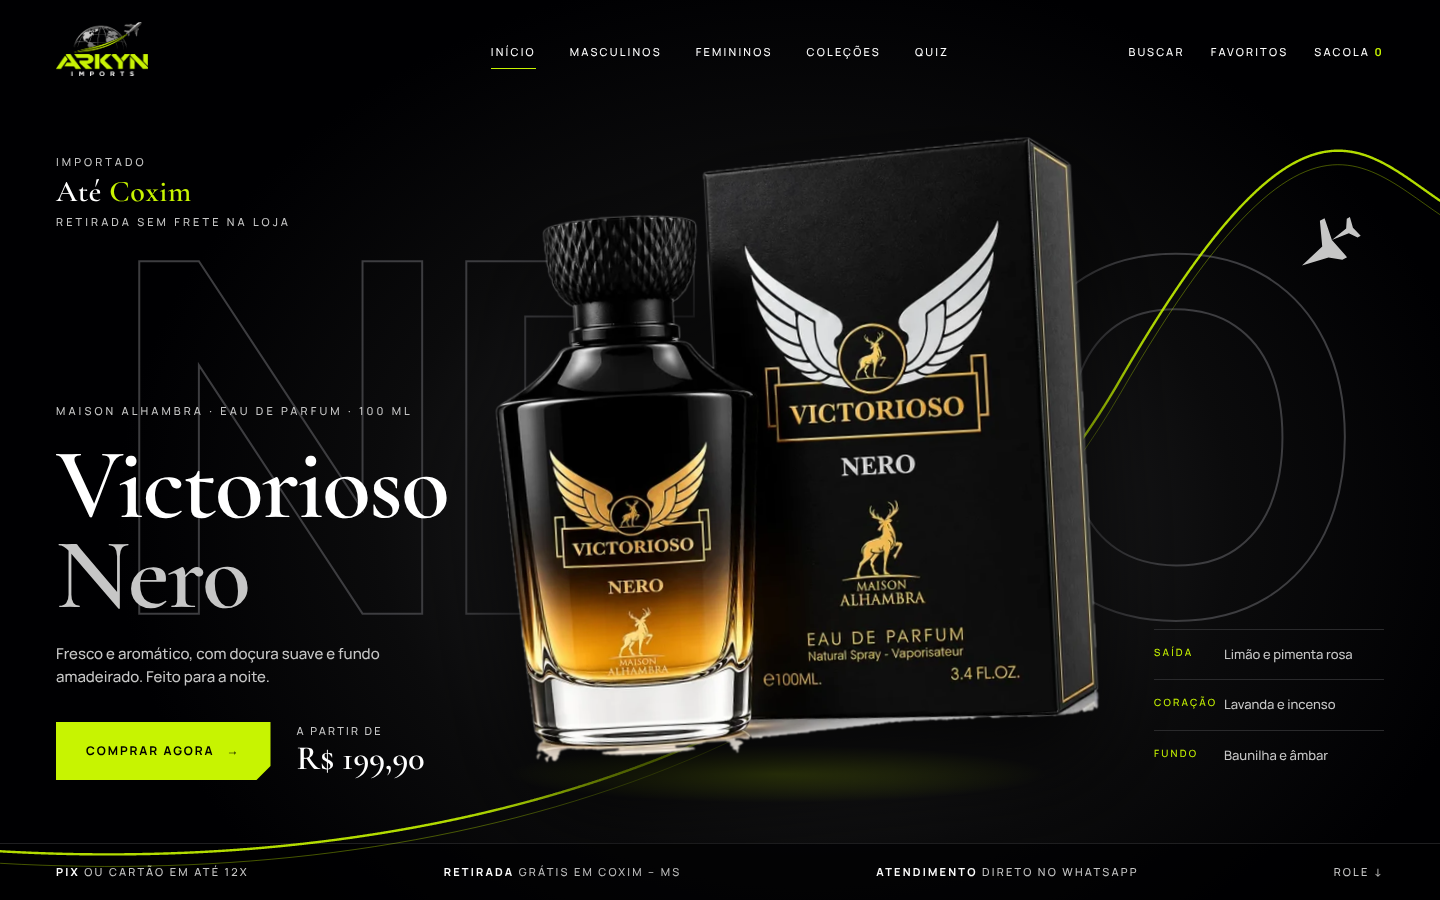 ARKYN
IMPORTS
INÍCIO
MASCULINOS
FEMININOS
COLEÇÕES
QUIZ
BUSCAR
FAVORITOS
SACOLA 0
IMPORTADO
Até Coxim
RETIRADA SEM FRETE NA LOJA
NERO
MAISON ALHAMBRA · EAU DE PARFUM · 100 ML
Victorioso
Nero
Fresco e aromático, com doçura suave e fundo
amadeirado. Feito para a noite.
COMPRAR AGORA →
A PARTIR DE
R$ 199,90
VICTORIOSO
NERO
MAISON
ALHAMBRA
VICTORIOSO
NERO
MAISON
ALHAMBRA
EAU DE PARFUM
Natural Spray - Vaporisateur
℮100ML.
3.4 FL.OZ.
SAÍDA Limão e pimenta rosa
CORAÇÃO Lavanda e incenso
FUNDO Baunilha e âmbar
PIX OU CARTÃO EM ATÉ 12X
RETIRADA GRÁTIS EM COXIM – MS
ATENDIMENTO DIRETO NO WHATSAPP
ROLE ↓